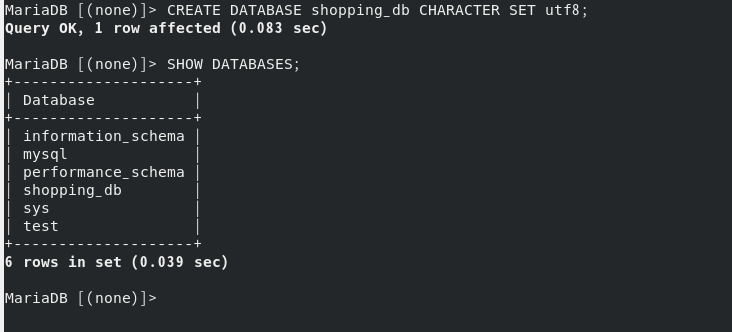 MariaDB [(none)]> CREATE DATABASE shopping_db CHARACTER SET utf8;
Query OK, 1 row affected (0.083 sec)
MariaDB [(none)]> SHOW DATABASES;
+--------------------+
| Database           |
+--------------------+
| information_schema |
| mysql              |
| performance_schema |
| shopping_db        |
| sys                |
| test               |
+--------------------+
6 rows in set (0.039 sec)
MariaDB [(none)]>